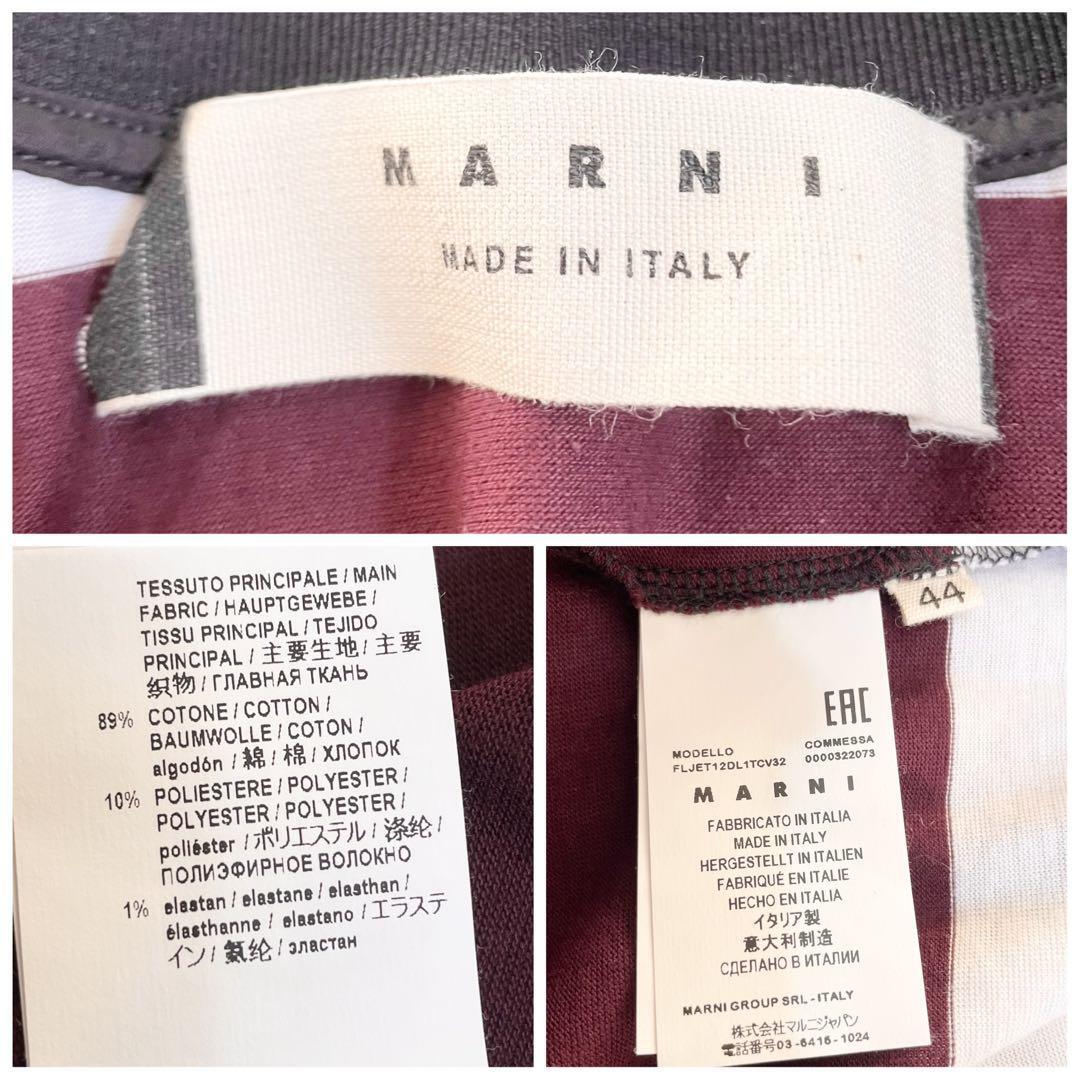 MARNI
MADE IN ITALY
TESSUTO PRINCIPALE / MAIN
FABRIC / HAUPTGEWEBE /
TISSU PRINCIPAL / TEJIDO
PRINCIPAL / 主要生地 / 主要
织物 / ГЛАВНАЯ ТКАНЬ
89% COTONE / COTTON /
BAUMWOLLE / COTON /
algodón / 綿 / 棉 / ХЛОПОК
10% POLIESTERE / POLYESTER /
POLYESTER / POLYESTER /
poliéster / ポリエステル / 涤纶 /
ПОЛИЭФИРНОЕ ВОЛОКНО
1% elastan / elastane / elasthan /
élasthanne / elastano / エラステ
イン / 氨纶 / эластан
44
EAC
MODELLO COMMESSA
FLJET12DL1TCV32 0000322073
MARNI
FABBRICATO IN ITALIA
MADE IN ITALY
HERGESTELLT IN ITALIEN
FABRIQUÉ EN ITALIE
HECHO EN ITALIA
イタリア製
意大利制造
СДЕЛАНО В ИТАЛИИ
MARNI GROUP SRL - ITALY
株式会社マルニジャパン
電話番号03-6416-1024